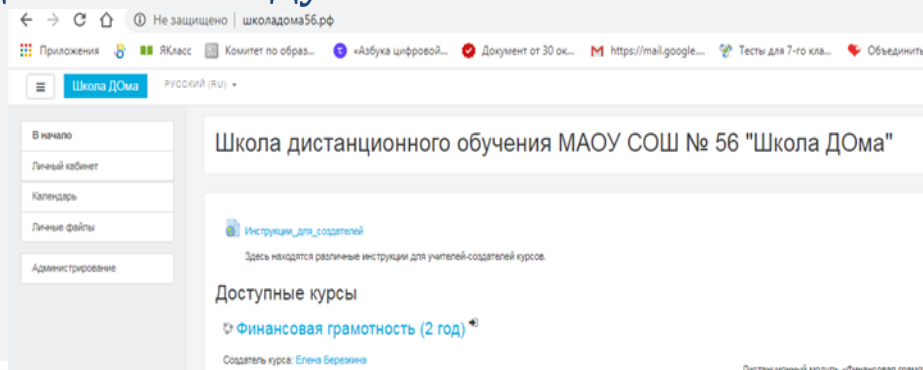 Не защищено | школадома56.рф
Приложения ЯКласс Комитет по образ... «Азбука цифровой... Документ от 30 ок... https://mail.google.... Тесты для 7-го кла... Объединить
Школа ДОма РУССКИЙ (RU)
В начало
Личный кабинет
Календарь
Личные файлы
Администрирование
Школа дистанционного обучения МАОУ СОШ № 56 "Школа ДОма"
Инструкции_для_создателей
Здесь находятся различные инструкции для учителей-создателей курсов.
Доступные курсы
Финансовая грамотность (2 год)
Создатель курса: Елена Березкина